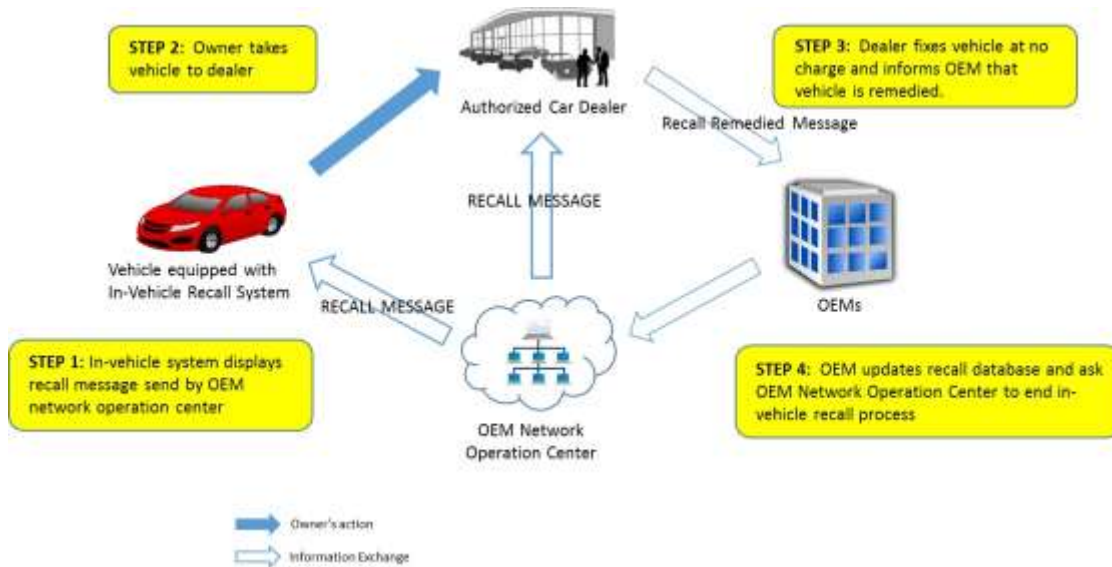 STEP 2: Owner takes
vehicle to dealer
STEP 3: Dealer fixes vehicle at no
charge and informs OEM that
vehicle is remedied.
Authorized Car Dealer
Recall Remedied Message
RECALL MESSAGE
Vehicle equipped with
In-Vehicle Recall System
RECALL MESSAGE
OEMs
STEP 1: In-vehicle system displays
recall message send by OEM
network operation center
STEP 4: OEM updates recall database and ask
OEM Network Operation Center to end in-
vehicle recall process
OEM Network
Operation Center
Owner's action
Information Exchange